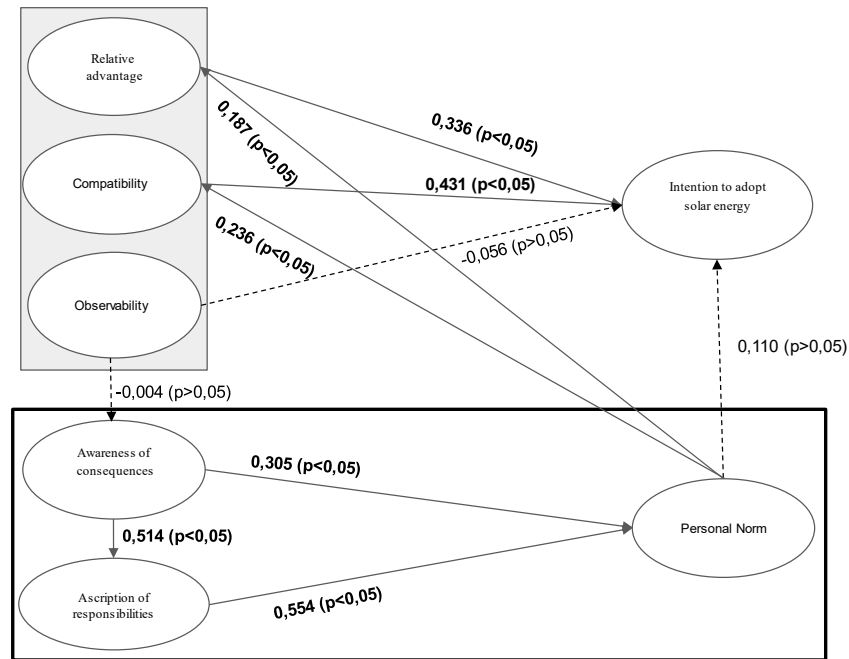 Relative
advantage
0,336 (p<0,05)
0,187 (p<0,05)
Compatibility
0,431 (p<0,05)
Intention to adopt
solar energy
0,236 (p<0,05)
-0,056 (p>0,05)
Observability
0,110 (p>0,05)
-0,004 (p>0,05)
Awareness of
consequences
0,305 (p<0,05)
Personal Norm
0,514 (p<0,05)
Ascription of
responsibilities
0,554 (p<0,05)